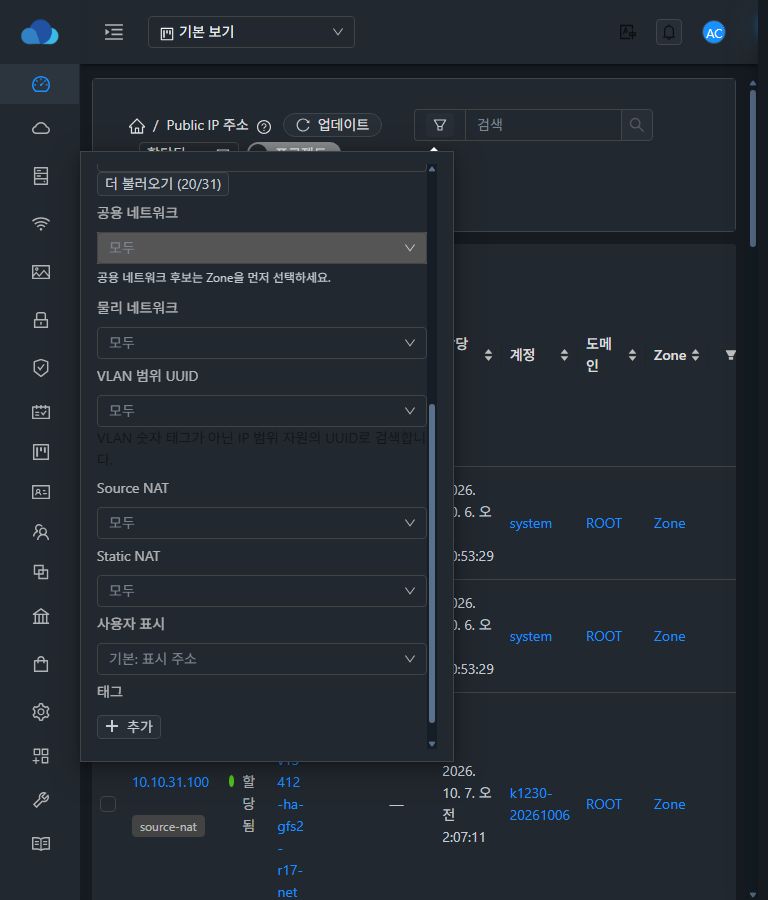 기본 보기
AC
/ Public IP 주소
업데이트
검색
더 불러오기 (20/31)
공용 네트워크
모두
공용 네트워크 후보는 Zone을 먼저 선택하세요.
물리 네트워크
모두
VLAN 범위 UUID
모두
VLAN 숫자 태그가 아닌 IP 범위 자원의 UUID로 검색합니
다.
Source NAT
모두
Static NAT
모두
사용자 표시
기본: 표시 주소
태그
+ 추가
당
계정
도메
인
Zone
026.
0. 6. 오
0:53:29
system
ROOT
Zone
026.
0. 6. 오
0:53:29
system
ROOT
Zone
10.10.31.100
source-nat
할
당
됨
412
-ha-
gfs2
-
r17-
net
—
2026.
10. 7. 오
전
2:07:11
k1230-
20261006
ROOT
Zone